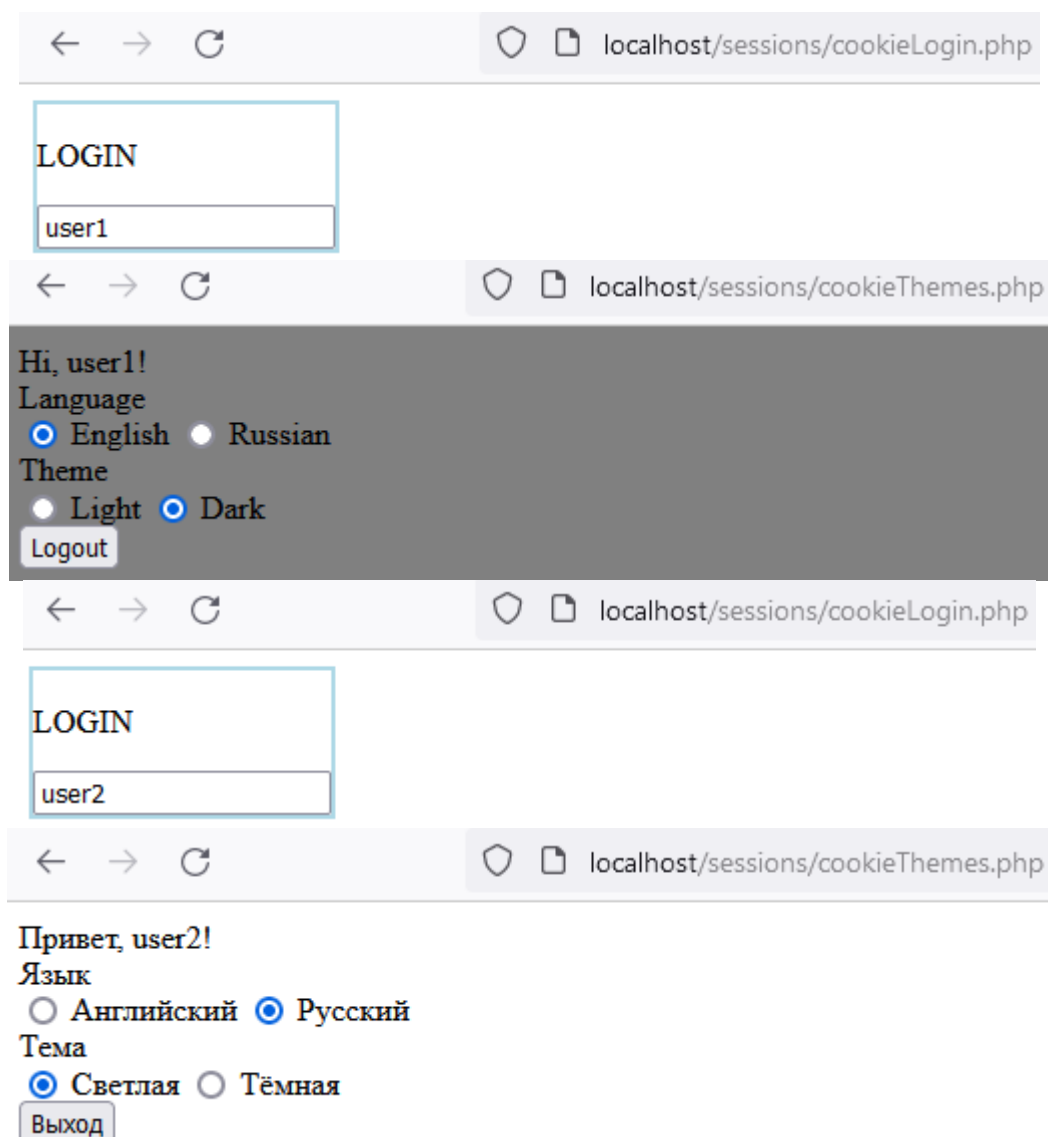 localhost/sessions/cookieLogin.php
LOGIN
user1
localhost/sessions/cookieThemes.php
Hi, user1!
Language
English Russian
Theme
Light Dark
Logout
localhost/sessions/cookieLogin.php
LOGIN
user2
localhost/sessions/cookieThemes.php
Привет, user2!
Язык
Английский Русский
Тема
Светлая Тёмная
Выход